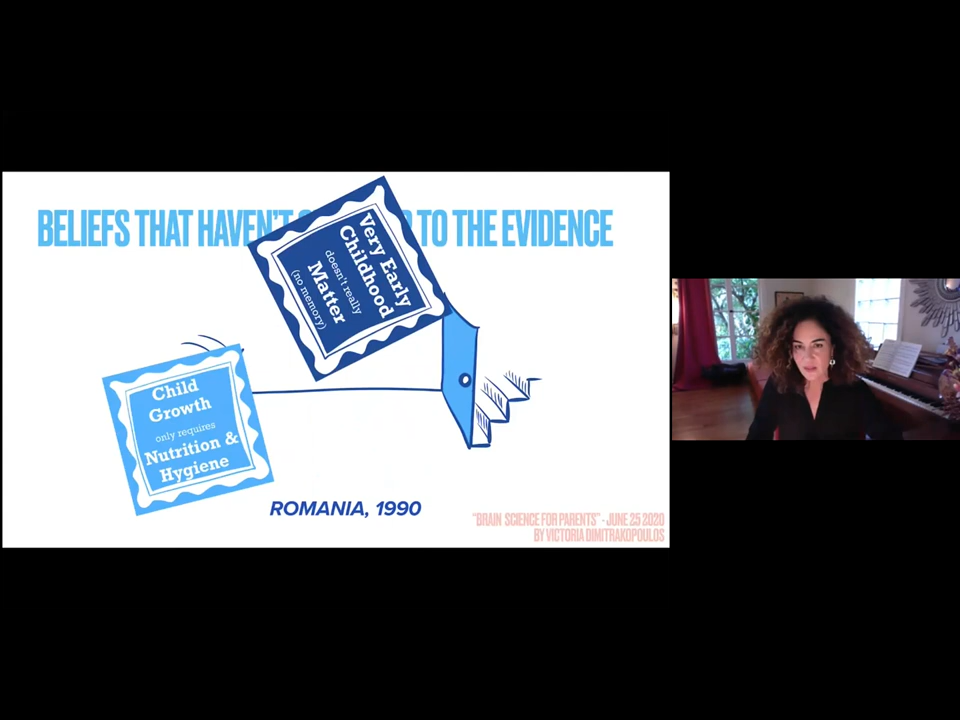 BELIEFS THAT HAVEN'T TO THE EVIDENCE
Very Early
Childhood
doesn't really
Matter
(no memory)
Child
Growth
only requires
Nutrition &
Hygiene
ROMANIA, 1990
"BRAIN SCIENCE FOR PARENTS" - JUNE 25 2020
BY VICTORIA DIMITRAKOPOULOS